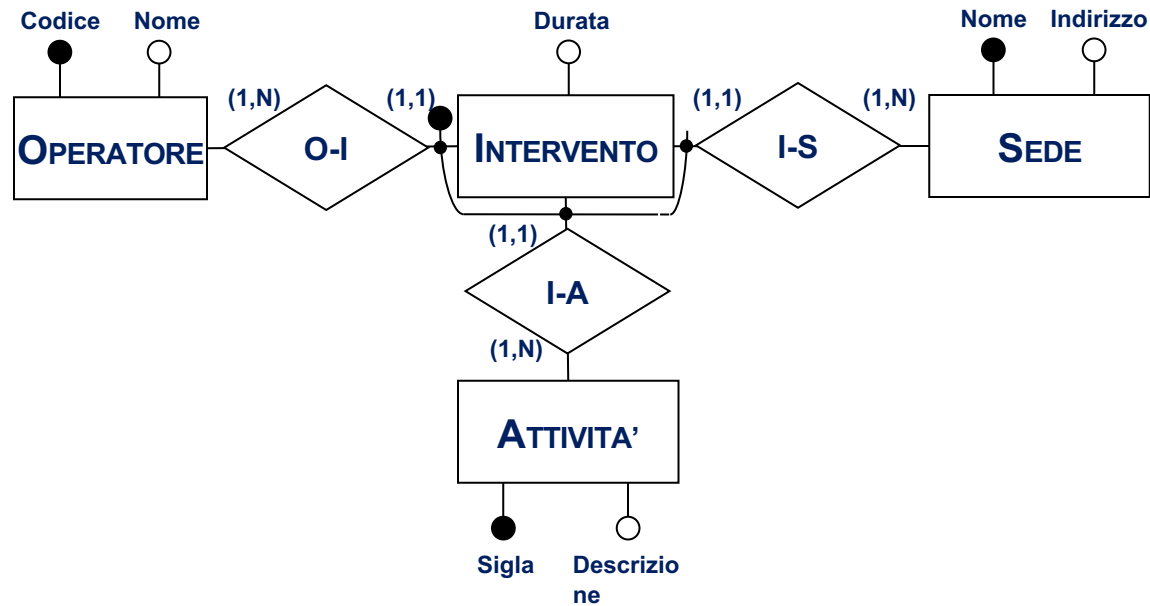 Codice Nome
Durata
Nome Indirizzo
(1,N) (1,1) (1,1) (1,N)
OPERATORE O-I INTERVENTO I-S SEDE
(1,1)
I-A
(1,N)
ATTIVITA’
Sigla Descrizio
ne